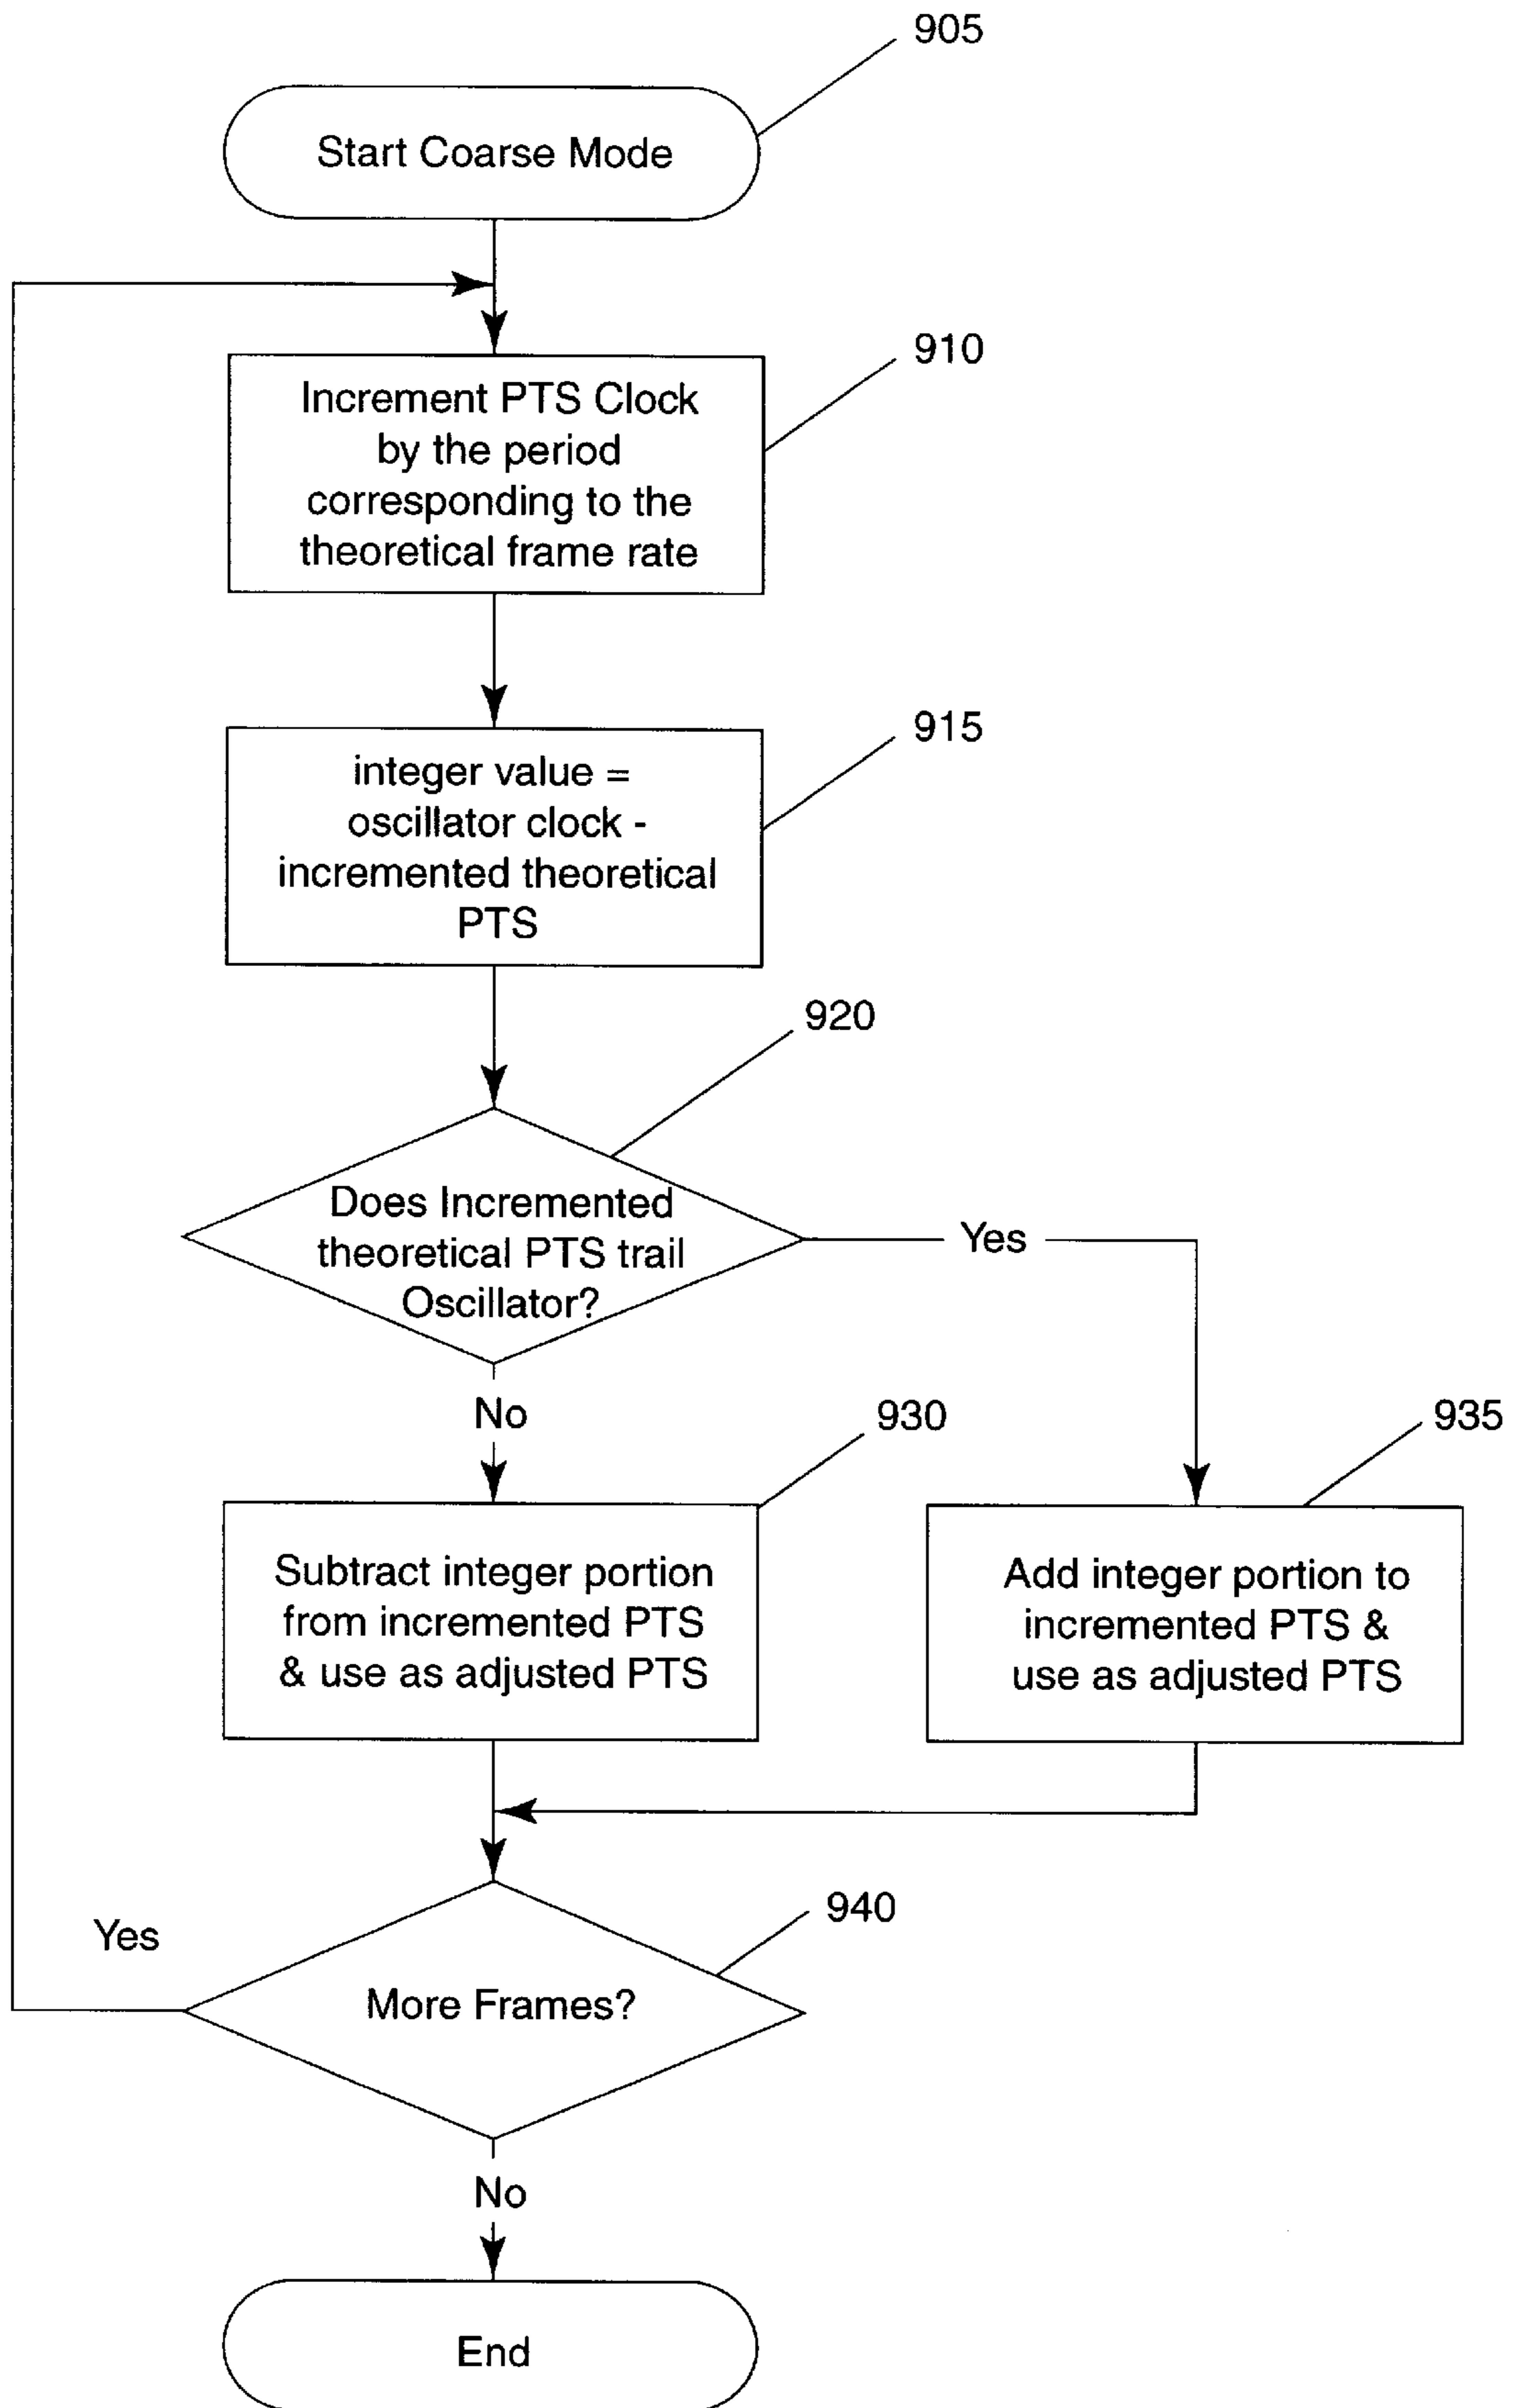 905
Start Coarse Mode
910
Increment PTS Clock
by the period
corresponding to the
theoretical frame rate
915
integer value =
oscillator clock -
incremented theoretical
PTS
920
Does Incremented
theoretical PTS trail
Oscillator?
Yes
No
930
935
Subtract integer portion
from incremented PTS
& use as adjusted PTS
Add integer portion to
incremented PTS &
use as adjusted PTS
940
Yes
More Frames?
No
End